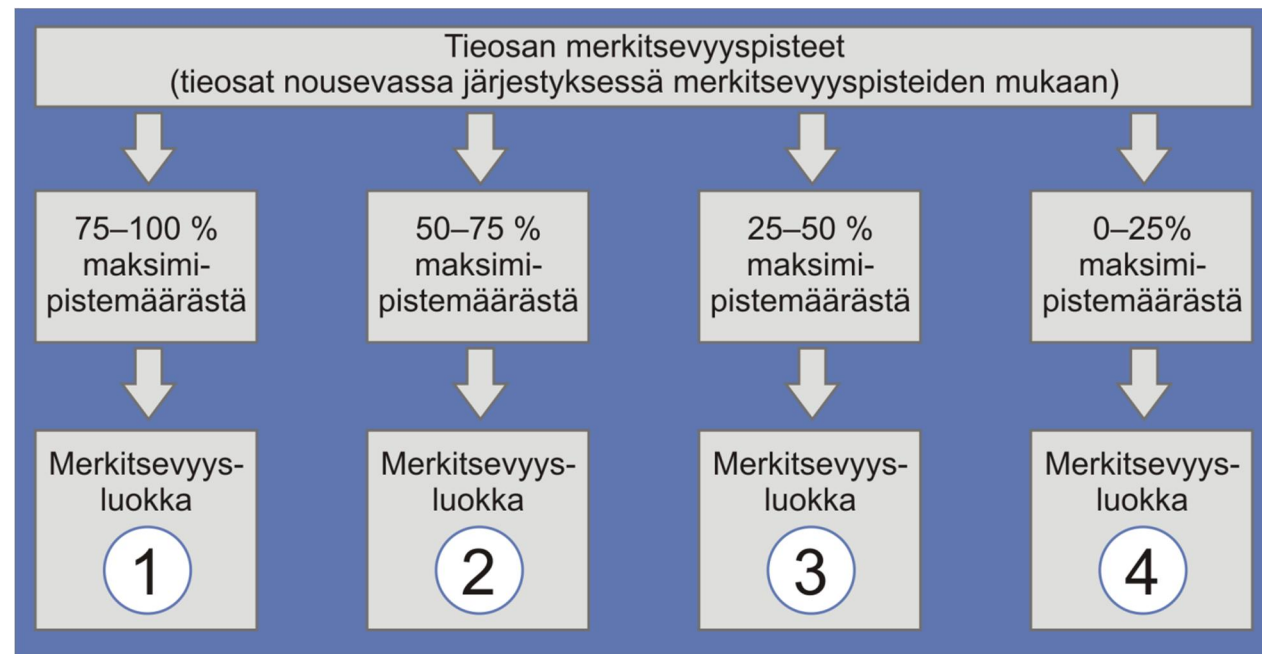 Tieosan merkitsevyyspisteet
(tieosat nousevassa järjestyksessä merkitsevyyspisteiden mukaan)
75–100 %
maksimi-
pistemäärästä
50–75 %
maksimi-
pistemäärästä
25–50 %
maksimi-
pistemäärästä
0–25%
maksimi-
pistemäärästä
Merkitsevyys-
luokka
1
Merkitsevyys-
luokka
2
Merkitsevyys-
luokka
3
Merkitsevyys-
luokka
4